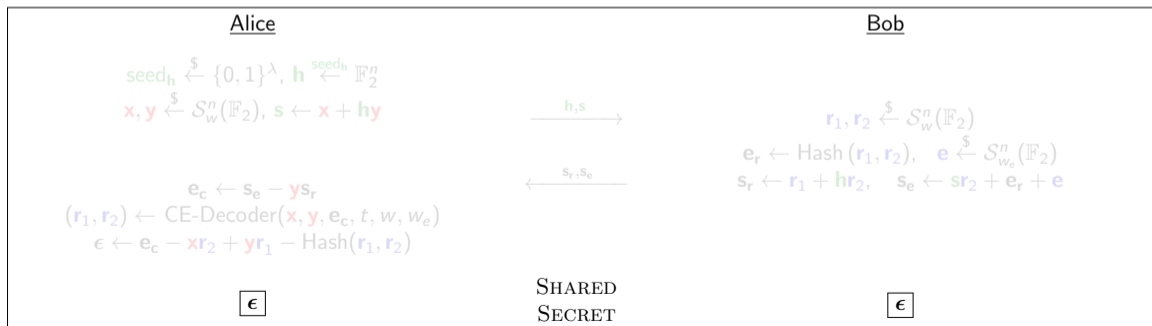 Alice
Bob
seed_h ←$ {0, 1}^λ, h ←seed_h 𝔽_2^n
x, y ←$ 𝒮_w^n(𝔽_2), s ← x + hy
h,s
r_1, r_2 ←$ 𝒮_w^n(𝔽_2)
e_r ← Hash (r_1, r_2), e ←$ 𝒮_{w_e}^n(𝔽_2)
s_r ← r_1 + hr_2, s_e ← sr_2 + e_r + e
s_r,s_e
e_c ← s_e − ys_r
(r_1, r_2) ← CE-Decoder(x, y, e_c, t, w, w_e)
ϵ ← e_c − xr_2 + yr_1 − Hash(r_1, r_2)
ϵ
SHARED
SECRET
ϵ